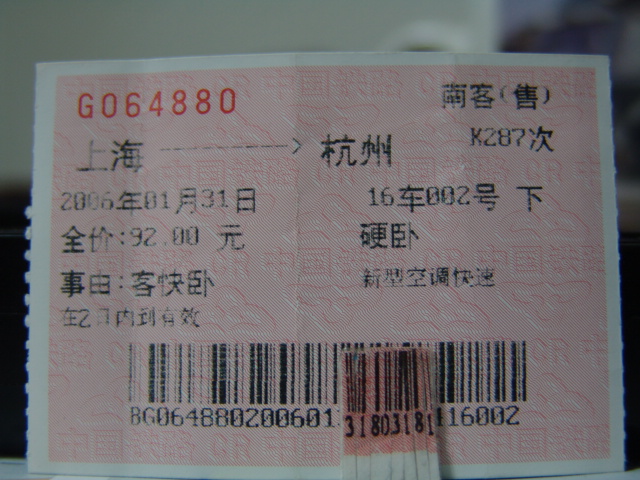 G064880
南客(售)
上海 --------> 杭州
K287次
2006年01月31日
16车002号 下
全价:92.00 元
硬卧
事由:客快卧
新型空调快速
在2日内到有效
BG064880200601
31803181
16002